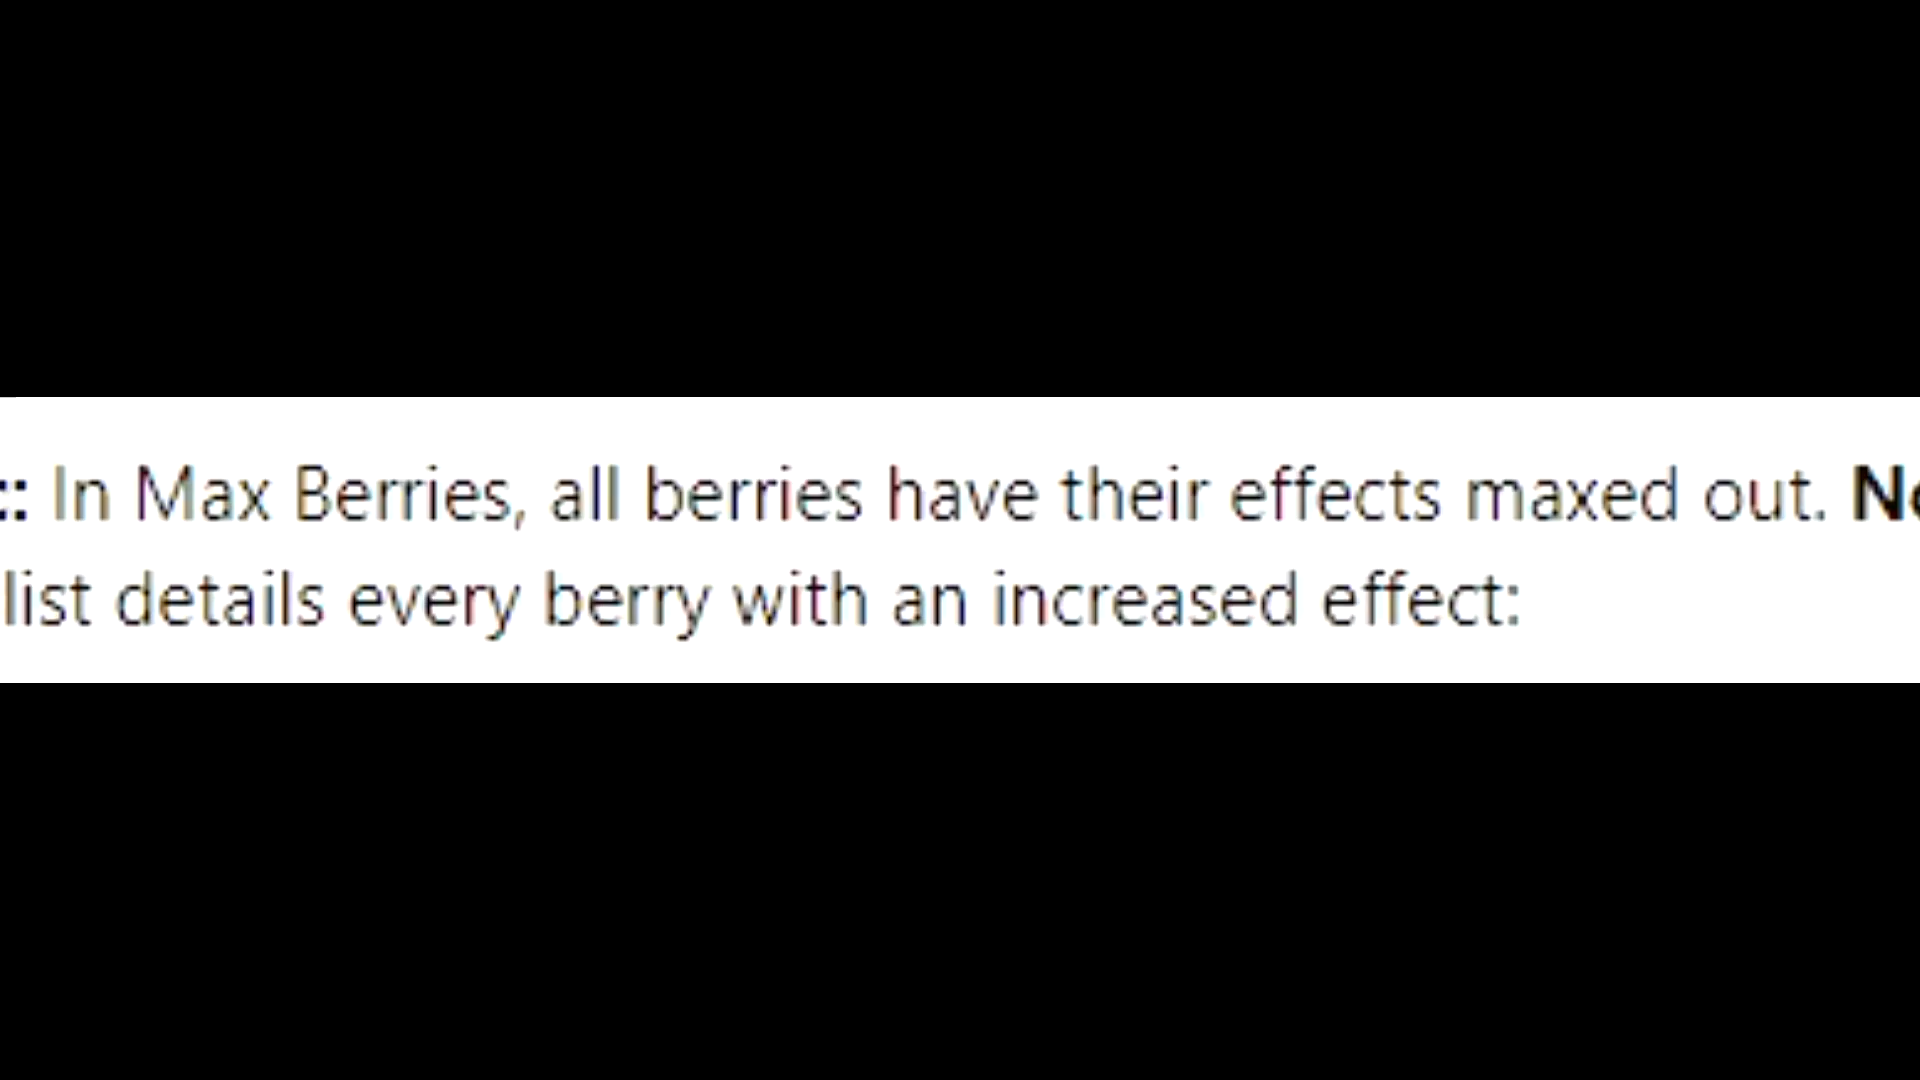 :: In Max Berries, all berries have their effects maxed out.
list details every berry with an increased effect: